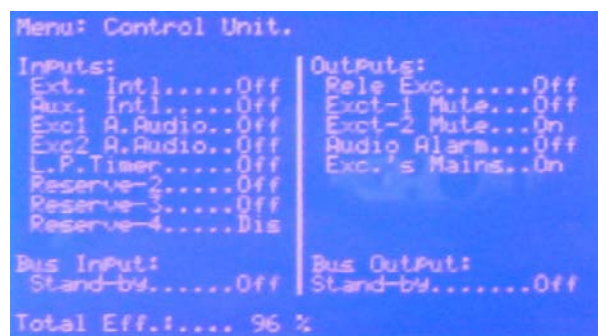 Menu: Control Unit.
Inputs:
Ext. Intl.....Off
Aux. Intl.....Off
Exc1 A.Audio..Off
Exc2 A.Audio..Off
L.P.Timer.....Off
Reserve-2.....Off
Reserve-3.....Off
Reserve-4.....Dis
Outputs:
Rele Exc......Off
Exct-1 Mute...Off
Exct-2 Mute...On
Audio Alarm...Off
Exc.'s Mains..On
Bus Input:
Stand-by......Off
Bus Output:
Stand-by.......Off
Total Eff.:.... 96 %